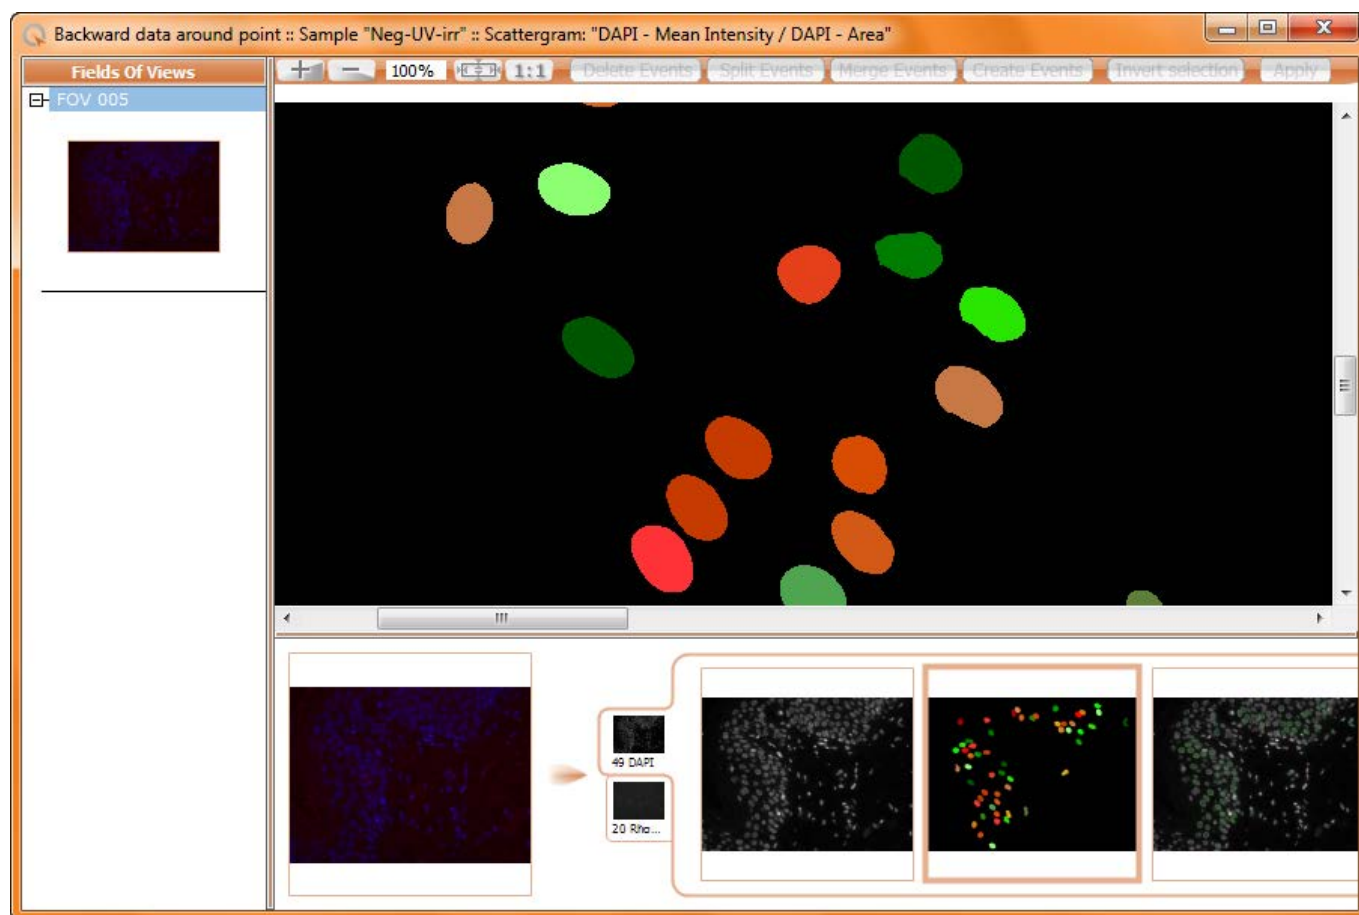 Backward data around point :: Sample "Neg-UV-irr" :: Scattergram: "DAPI - Mean Intensity / DAPI - Area"
Fields Of Views
100% 1:1 Delete Events Split Events Merge Events Create Events Invert selection Apply
FOV 005
49 DAPI
20 Rho...